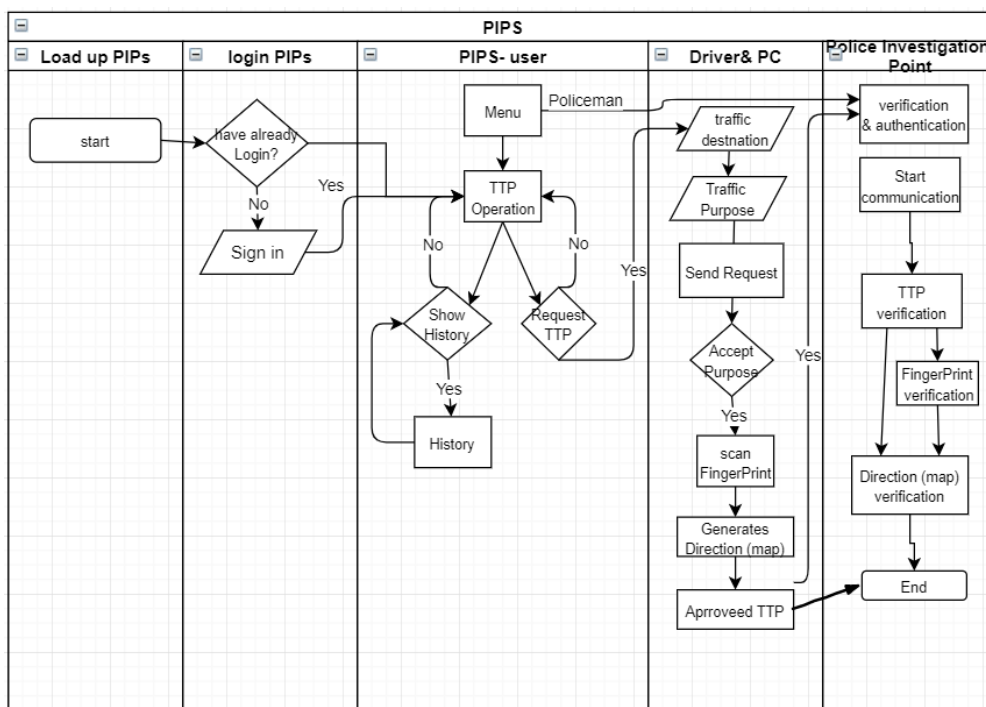 PIPS
Load up PIPs
login PIPs
PIPS- user
Driver& PC
Police Investigation
Point
start
have already
Login?
No
Yes
Sign in
Menu
Policeman
TTP
Operation
No
No
Show
History
Request
TTP
Yes
Yes
History
traffic
destnation
Traffic
Purpose
Send Request
Accept
Purpose
Yes
scan
FingerPrint
Generates
Direction (map)
Aprroveed TTP
Yes
verification
& authentication
Start
communication
TTP
verification
FingerPrint
verification
Direction (map)
verification
End